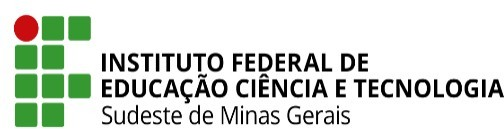 INSTITUTO FEDERAL DE
EDUCAÇÃO CIÊNCIA E TECNOLOGIA
Sudeste de Minas Gerais